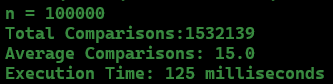 n = 100000
Total Comparisons:1532139
Average Comparisons: 15.0
Execution Time: 125 milliseconds